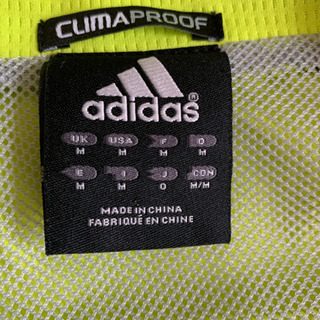 CLIMAPROOF
adidas®
UK USA F D
M M M M
E I J CDN
M M O M/M
MADE IN CHINA
FABRIQUÉ EN CHINE